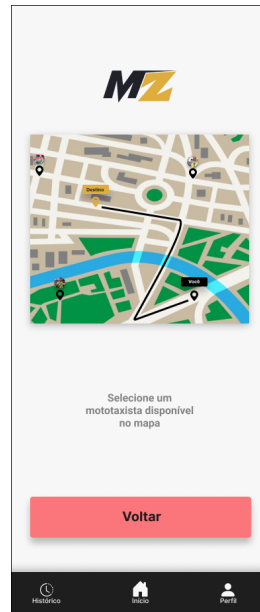 MZ
Destino
Você
Selecione um
mototaxista disponível
no mapa
Voltar
Histórico
Início
Perfil